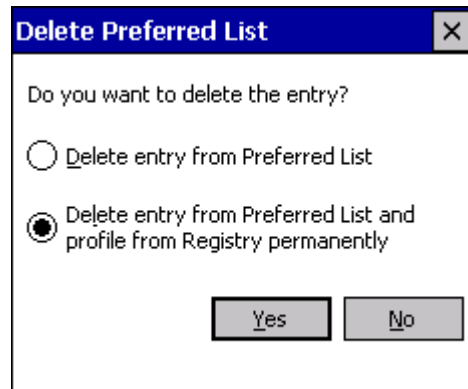 Delete Preferred List
Do you want to delete the entry?
Delete entry from Preferred List
Delete entry from Preferred List and
profile from Registry permanently
Yes No